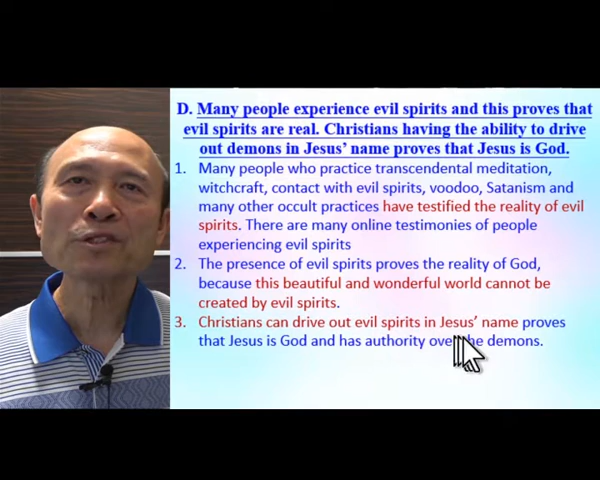 D. Many people experience evil spirits and this proves that
evil spirits are real. Christians having the ability to drive
out demons in Jesus’ name proves that Jesus is God.
1. Many people who practice transcendental meditation,
witchcraft, contact with evil spirits, voodoo, Satanism and
many other occult practices have testified the reality of evil
spirits. There are many online testimonies of people
experiencing evil spirits
2. The presence of evil spirits proves the reality of God,
because this beautiful and wonderful world cannot be
created by evil spirits.
3. Christians can drive out evil spirits in Jesus’ name proves
that Jesus is God and has authority over the demons.